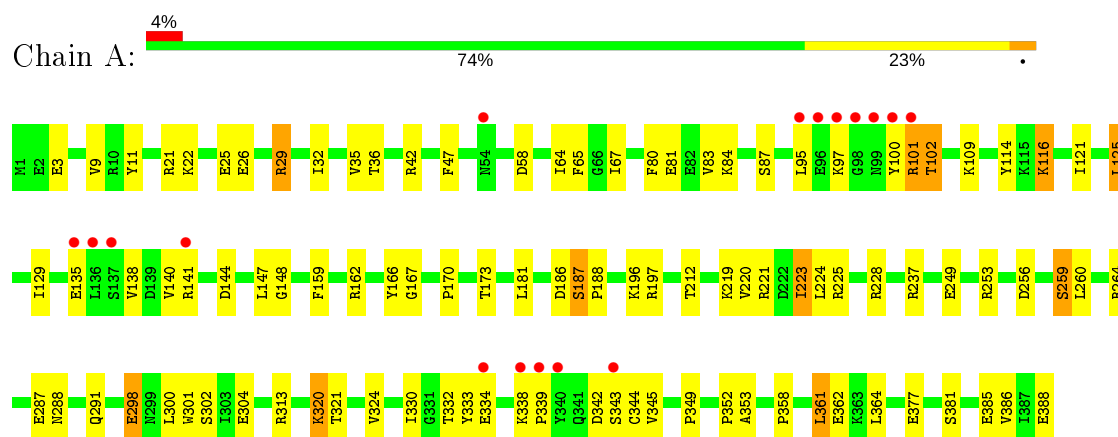 4%
Chain A:
74% 23% •
M1 E2 E3 V9 R10 Y11 R21 K22 E25 E26 R29 I32 V35 T36 R42 F47 N54 D58 I64 F65 G66 I67 F80 E81 E82 V83 K84 S87 L95 E96 K97 G98 N99 Y100 R101 T102 K109 Y114 K115 K116 I121 L125
I129 E135 L136 S137 V138 D139 V140 R141 D144 L147 G148 F159 R162 Y166 G167 P170 T173 L181 D186 S187 P188 K196 R197 T212 K219 V220 R221 D222 I223 L224 R225 R228 R237 E249 R253 D256 S259 L260 R264
E287 N288 Q291 E298 N299 L300 W301 S302 I303 E304 R313 K320 T321 V324 I330 G331 T332 Y333 E334 K338 P339 Y340 Q341 D342 S343 C344 V345 P349 P352 A353 P358 L361 E362 K363 L364 E377 S381 E385 V386 I387 E388